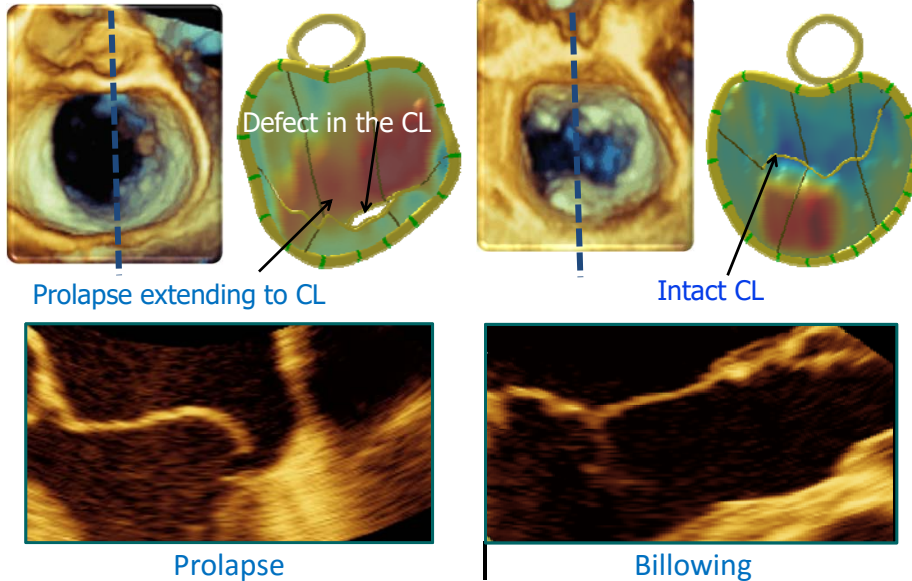 Defect in the CL
Prolapse extending to CL
Intact CL
Prolapse
Billowing